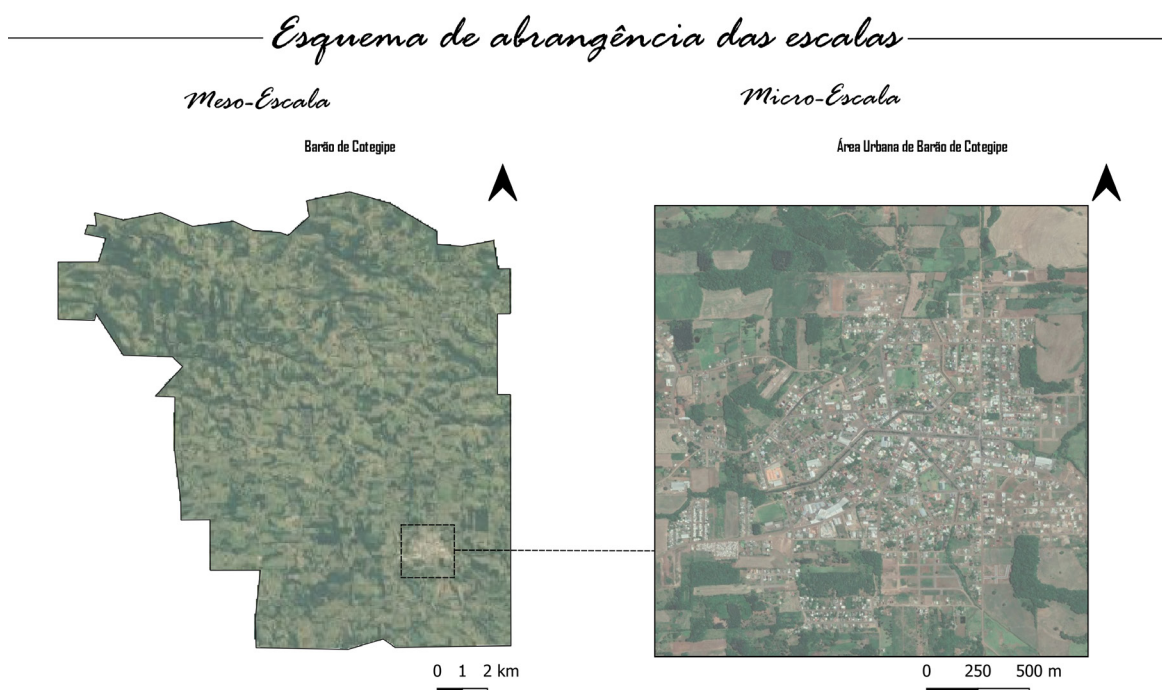 Esquema de abrangência das escalas
Meso-Escala
Micro-Escala
Barão de Cotegipe
Área Urbana de Barão de Cotegipe
0 1 2 km
0 250 500 m